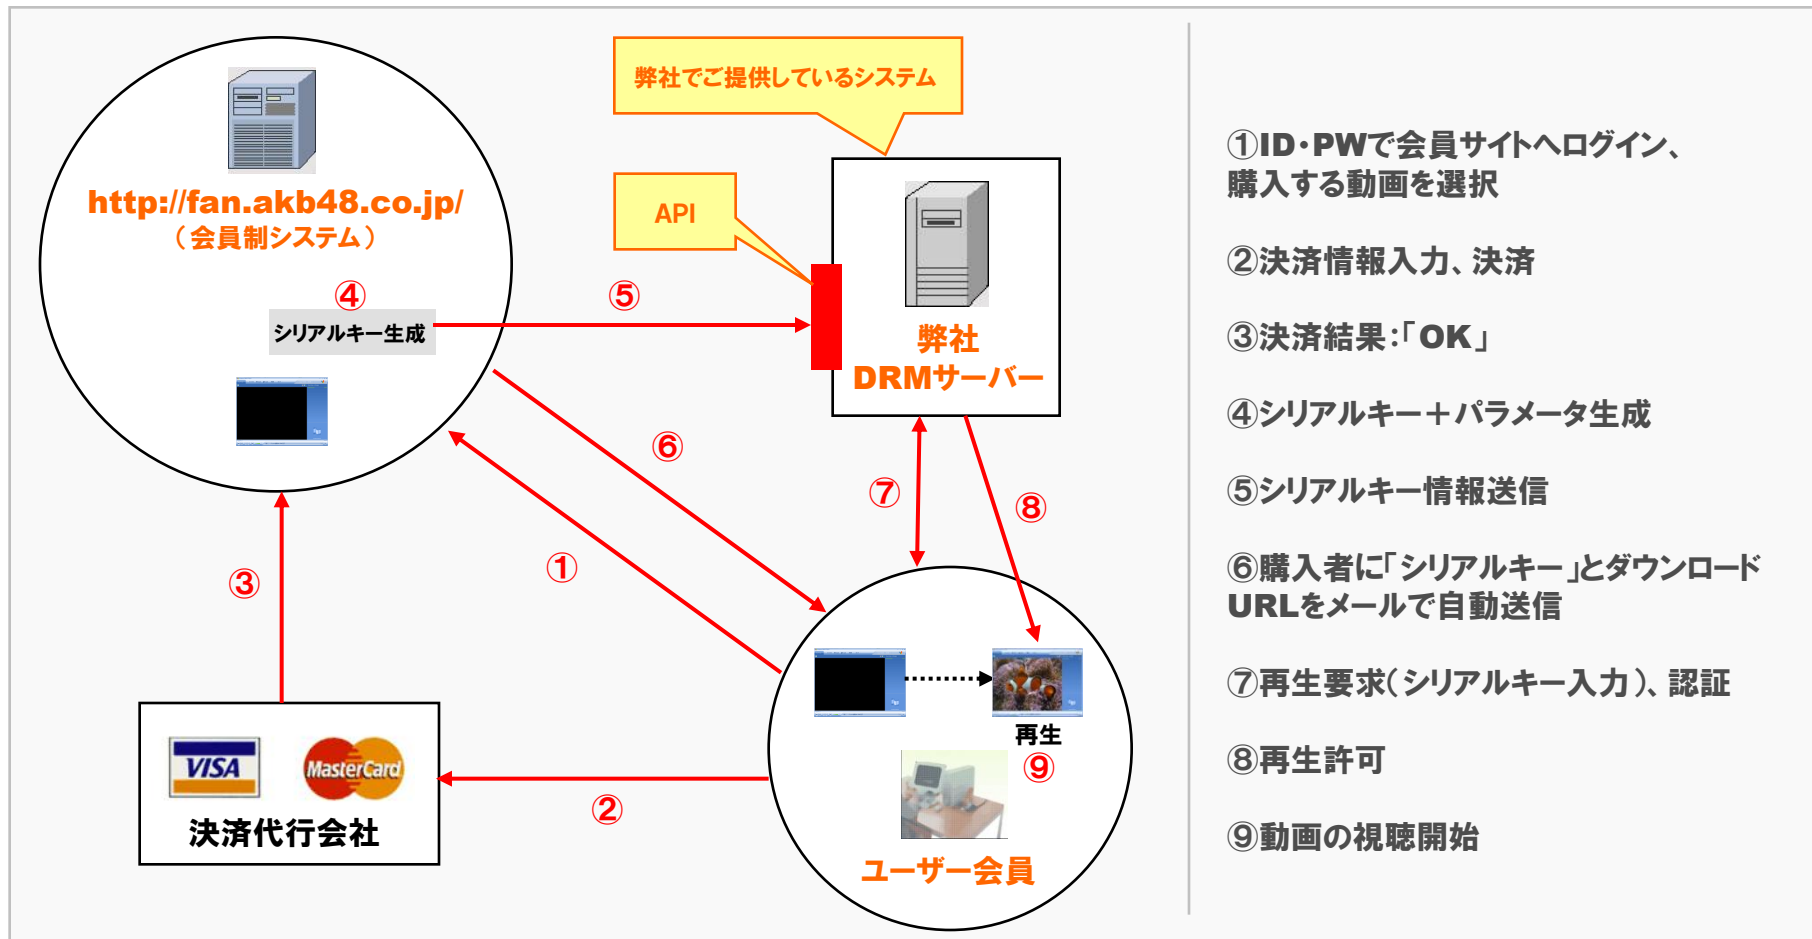 弊社でご提供しているシステム
http://fan.akb48.co.jp/
（会員制システム）
API
④
シリアルキー生成
⑤
弊社
DRMサーバー
⑥
⑦
⑧
①
③
VISA
MasterCard
決済代行会社
②
再生
⑨
ユーザー会員
①ID・PWで会員サイトへログイン、
購入する動画を選択
②決済情報入力、決済
③決済結果：「OK」
④シリアルキー＋パラメータ生成
⑤シリアルキー情報送信
⑥購入者に「シリアルキー」とダウンロード
URLをメールで自動送信
⑦再生要求（シリアルキー入力）、認証
⑧再生許可
⑨動画の視聴開始